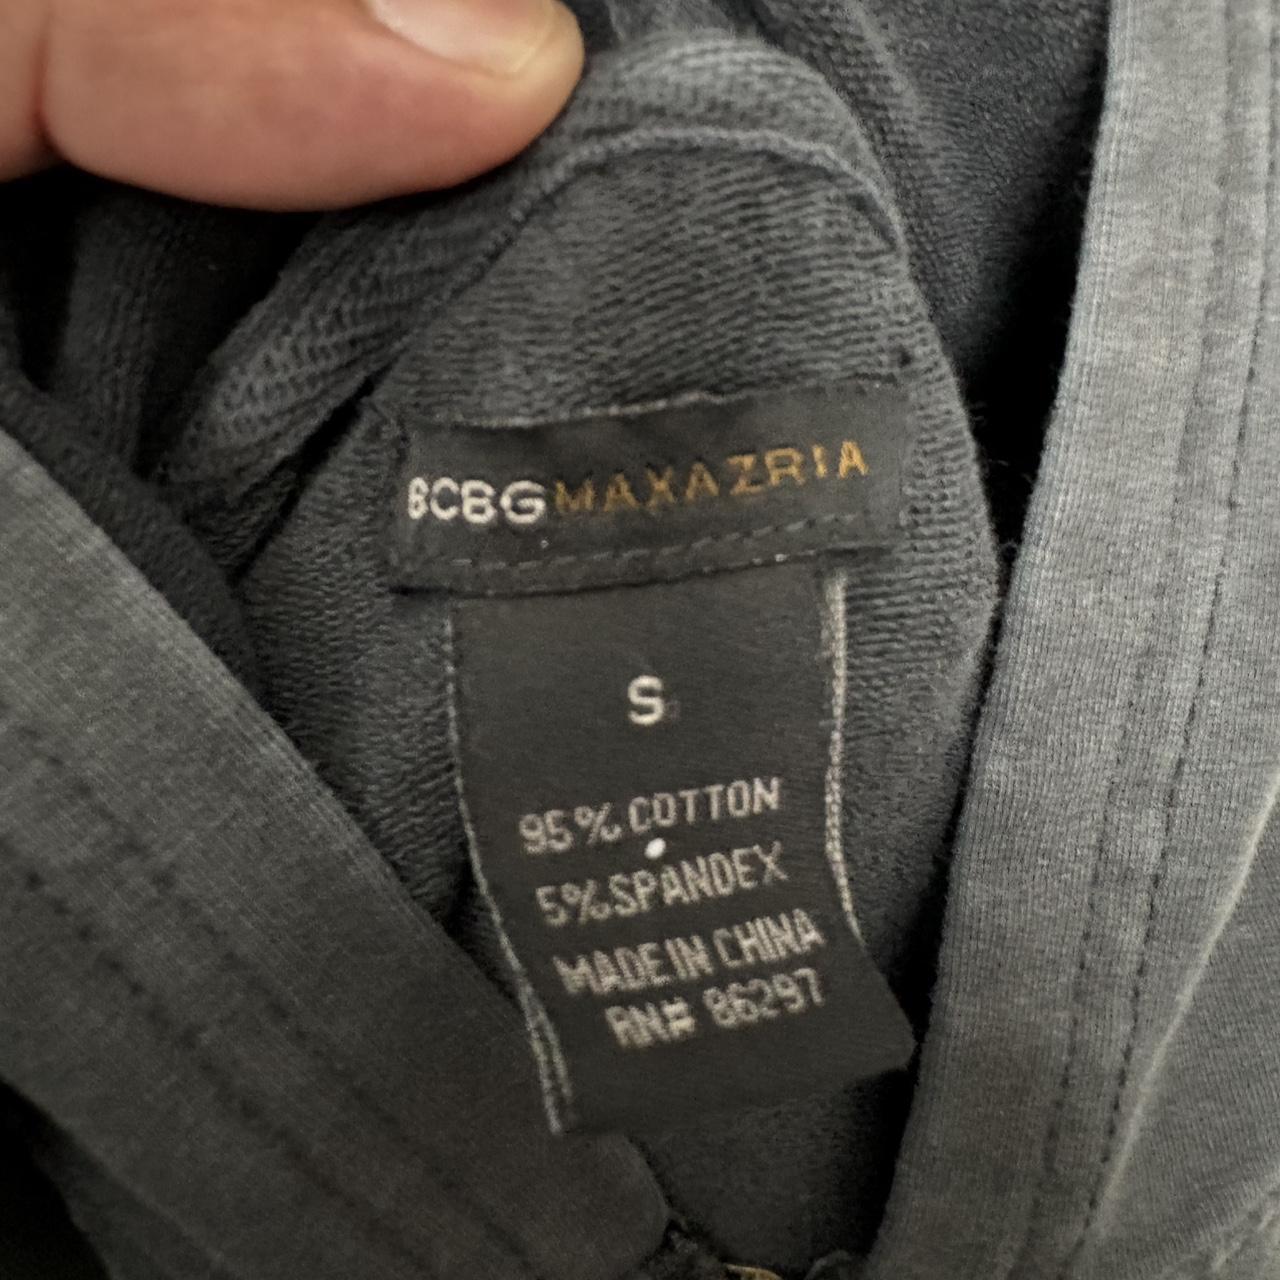 BCBGMAXAZRIA
S
95% COTTON
5% SPANDEX
MADE IN CHINA
RN# 86297